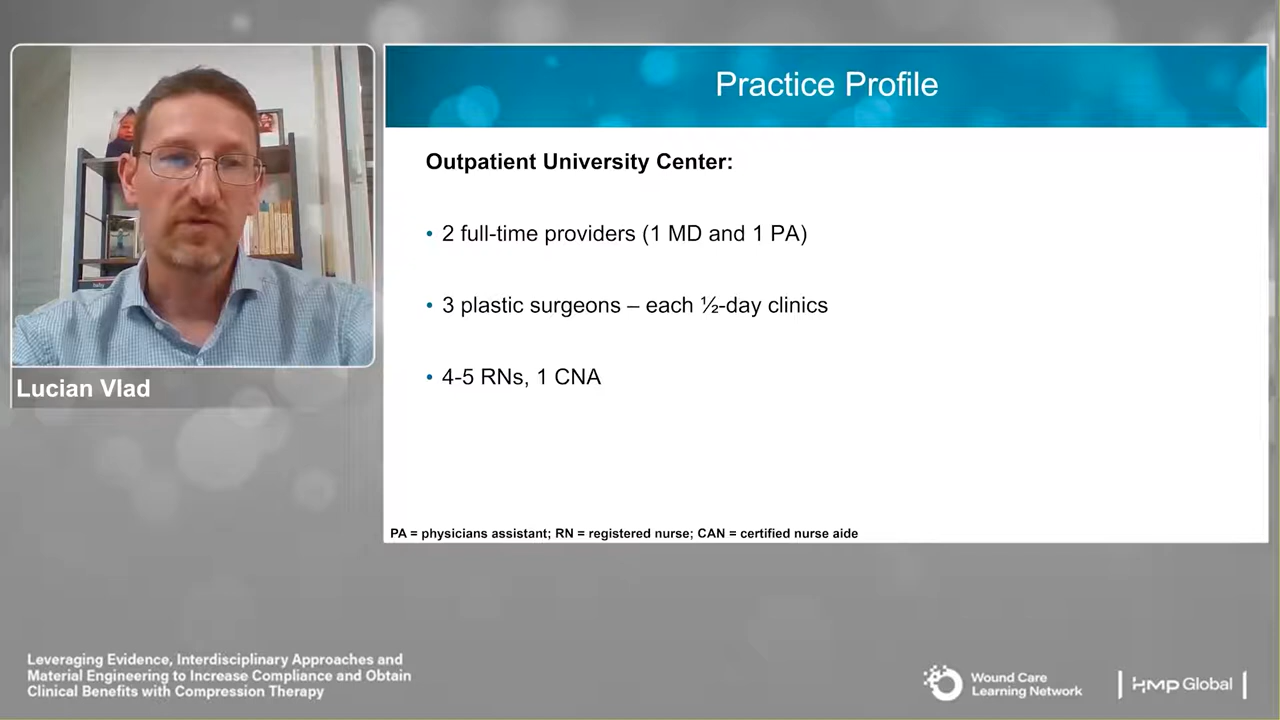 Practice Profile
Outpatient University Center:
• 2 full-time providers (1 MD and 1 PA)
• 3 plastic surgeons – each ½-day clinics
• 4-5 RNs, 1 CNA
PA = physicians assistant; RN = registered nurse; CAN = certified nurse aide
Lucian Vlad
Leveraging Evidence, Interdisciplinary Approaches and
Material Engineering to Increase Compliance and Obtain
Clinical Benefits with Compression Therapy
Wound Care
Learning Network
HMP Global